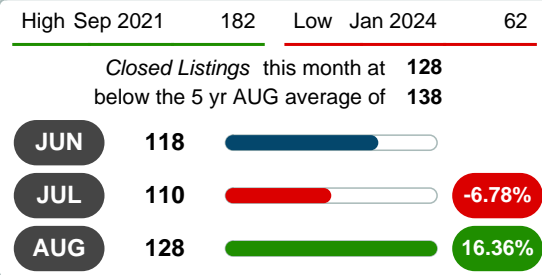 High Sep 2021 182 Low Jan 2024 62
Closed Listings this month at 128
below the 5 yr AUG average of 138
JUN 118
JUL 110 -6.78%
AUG 128 16.36%